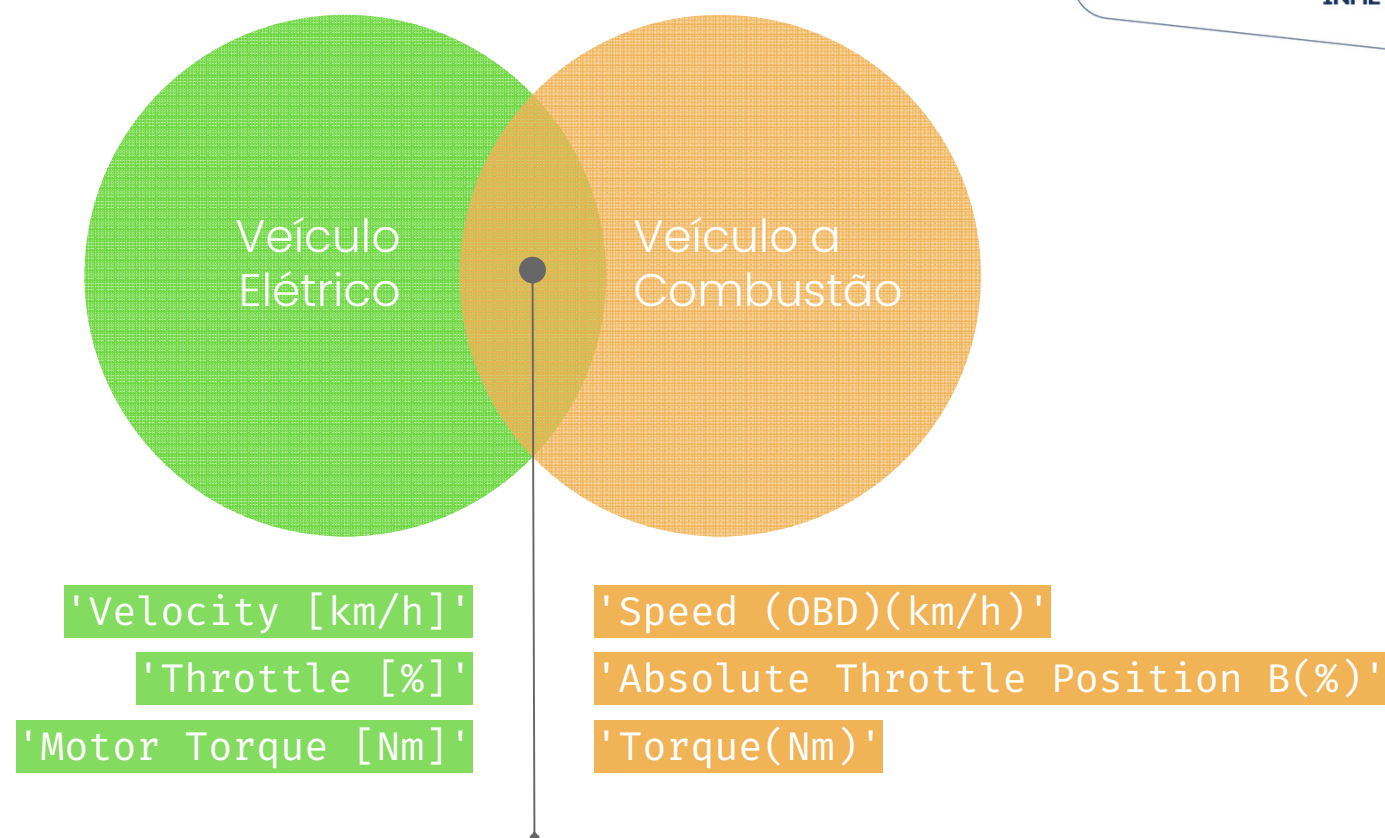 Veículo
Elétrico
Veículo a
Combustão
'Velocity [km/h]'
'Speed (OBD)(km/h)'
'Throttle [%]'
'Absolute Throttle Position B(%)'
'Motor Torque [Nm]'
'Torque(Nm)'